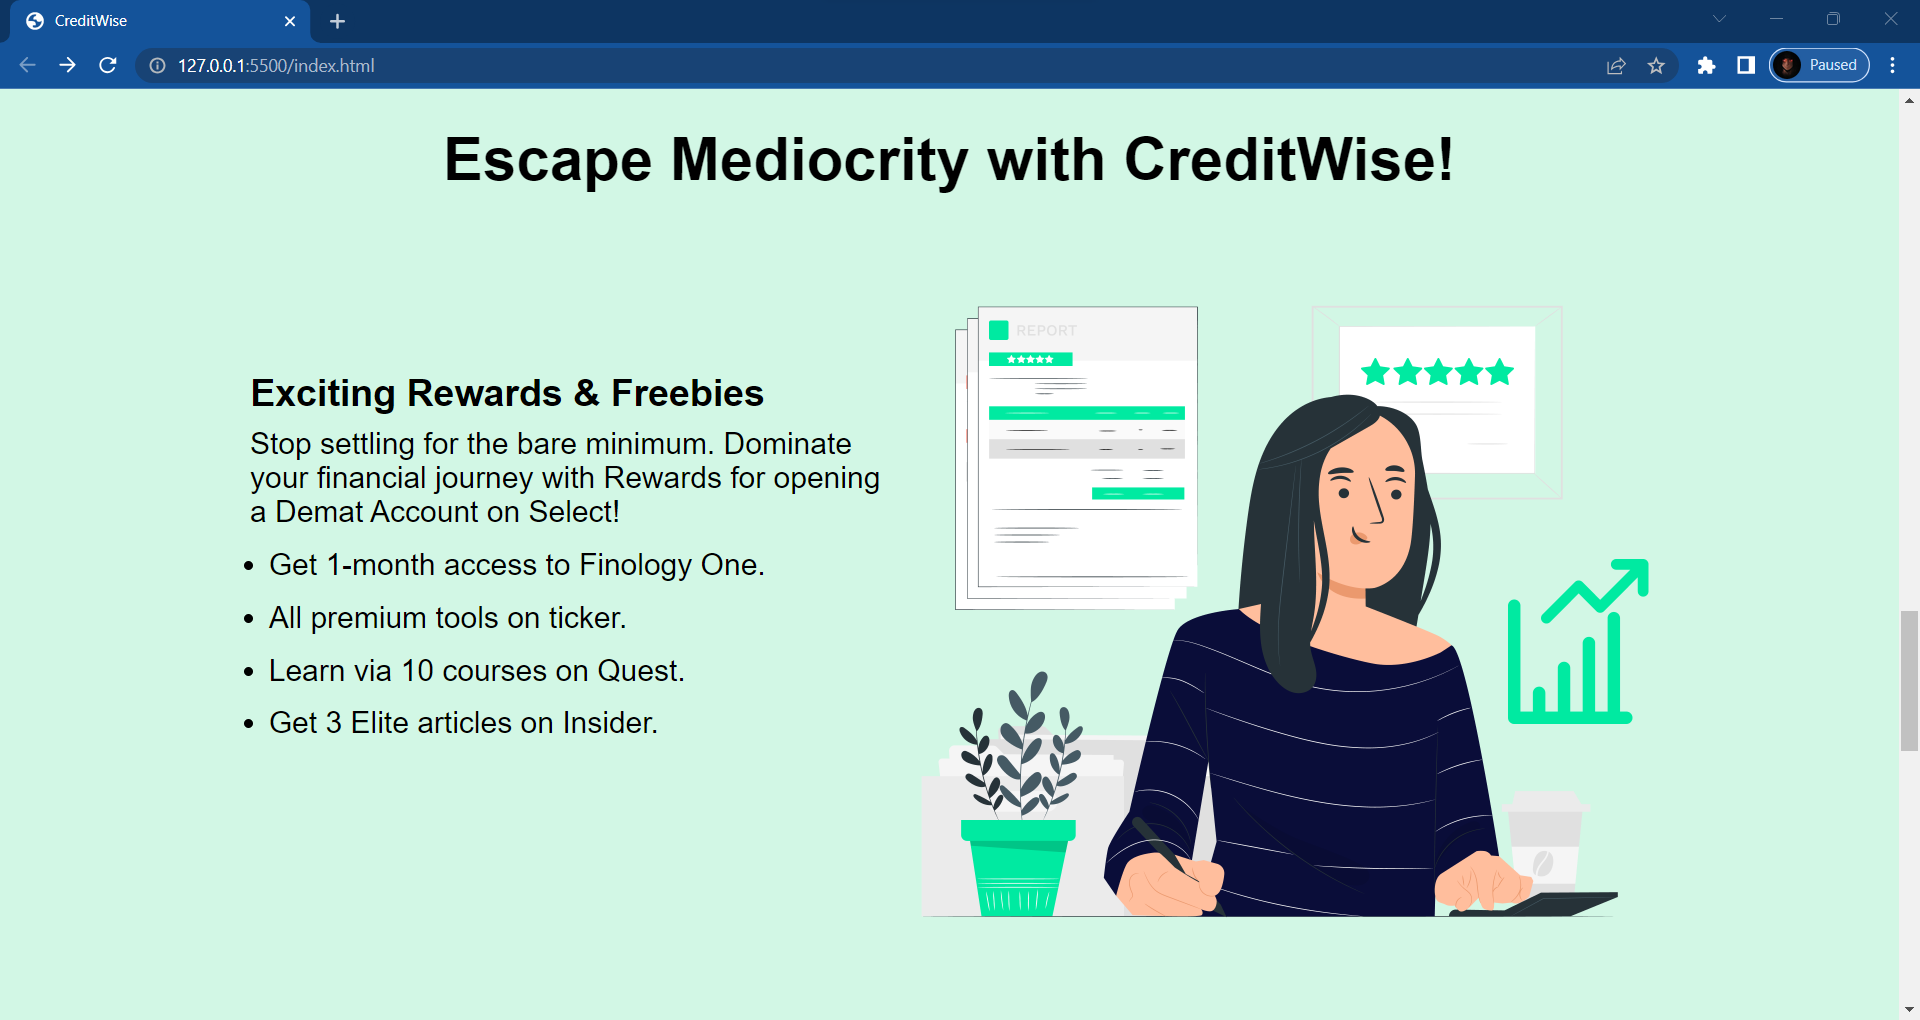 CreditWise
127.0.0.1:5500/index.html
Paused
Escape Mediocrity with CreditWise!
REPORT
Exciting Rewards & Freebies
Stop settling for the bare minimum. Dominate
your financial journey with Rewards for opening
a Demat Account on Select!
• Get 1-month access to Finology One.
• All premium tools on ticker.
• Learn via 10 courses on Quest.
• Get 3 Elite articles on Insider.